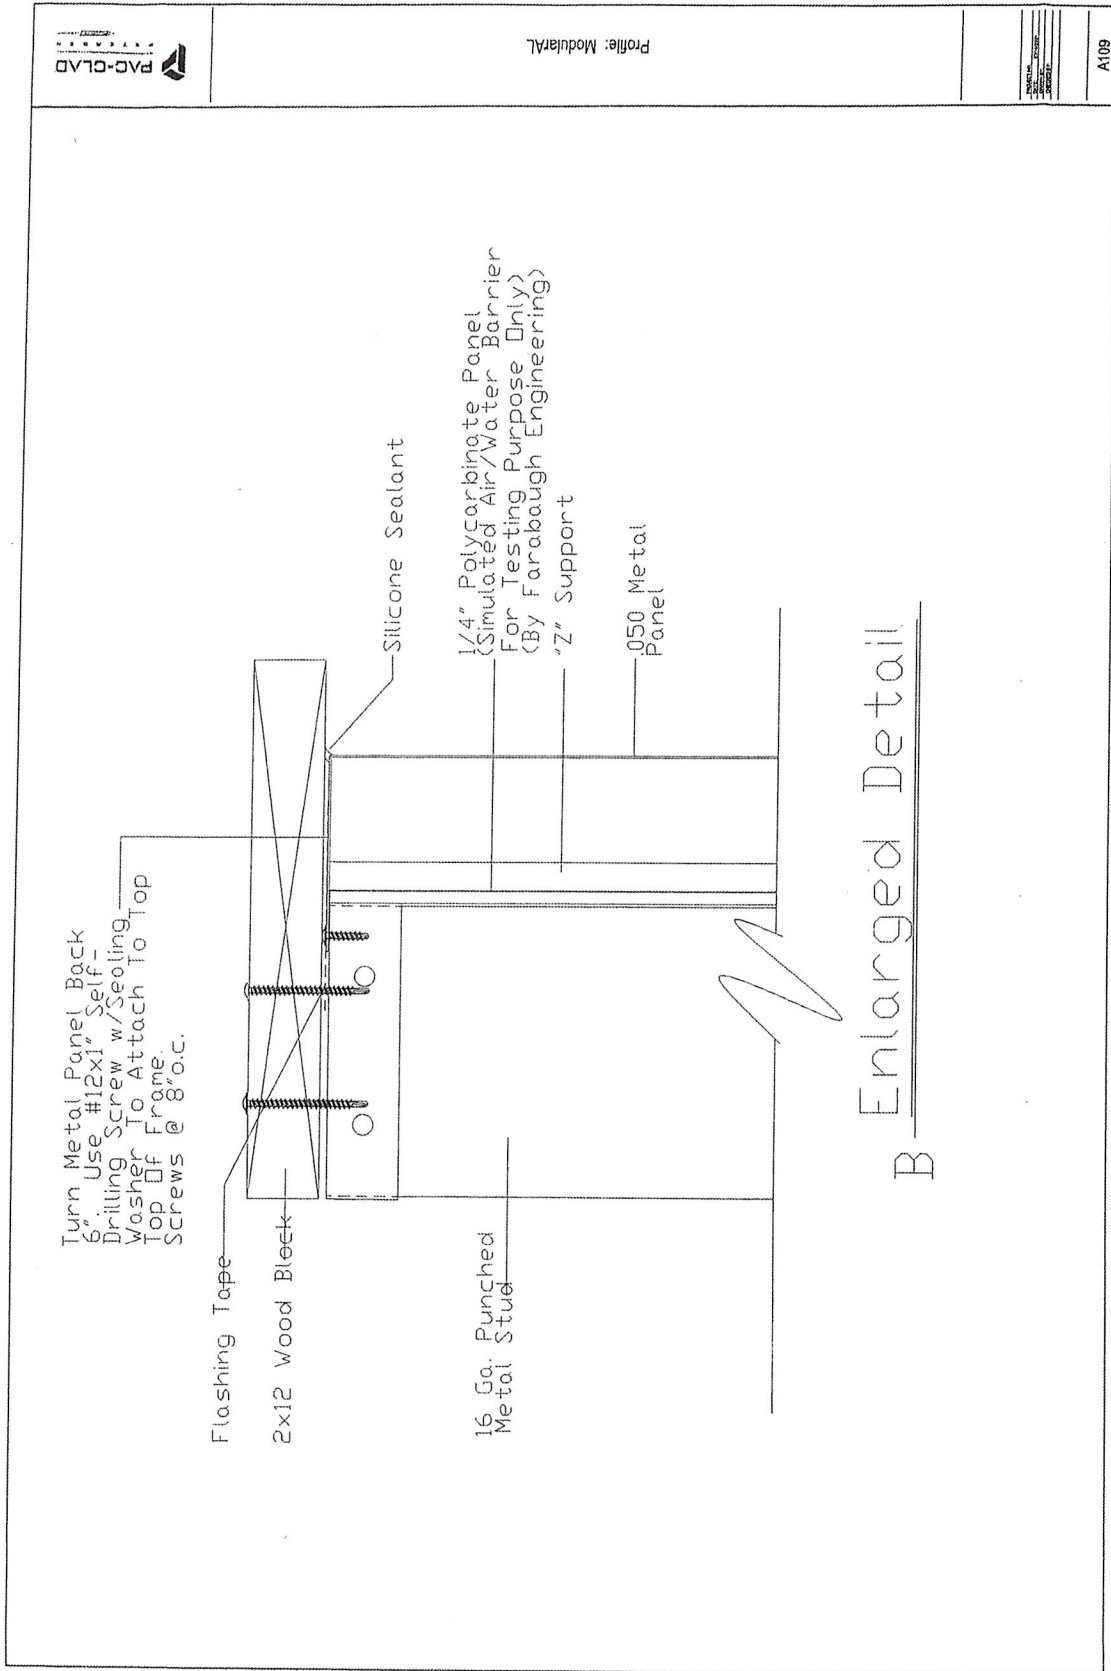 Turn Metal Panel Back
6". Use #12x1" Self-
Drilling Screw w/Sealing
Washer To Attach To Top
Top Of Frame.
Screws @ 8"o.c.
Flashing Tape
2x12 Wood Block
16 Ga. Punched
Metal Stud
Silicone Sealant
1/4" Polycarbinate Panel
(Simulated Air/Water Barrier
For Testing Purpose Only)
(By Farabaugh Engineering)
"Z" Support
.050 Metal
Panel
B Enlarged Detail
PAC-CLAD
PETERSEN
Profile: ModularAL
A109